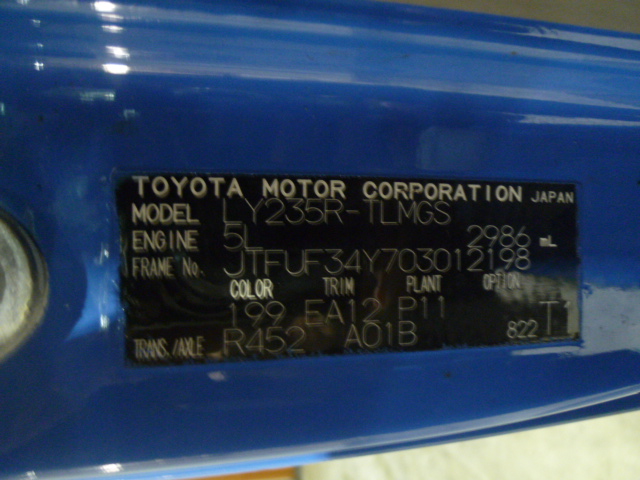 TOYOTA MOTOR CORPORATION JAPAN
MODEL LY235R-TLMGS
ENGINE 5L 2986 mL
FRAME No. JTFUF34Y703012198
COLOR TRIM PLANT OPTION
199 EA12 P11
TRANS./AXLE R452 A01B 822 T1